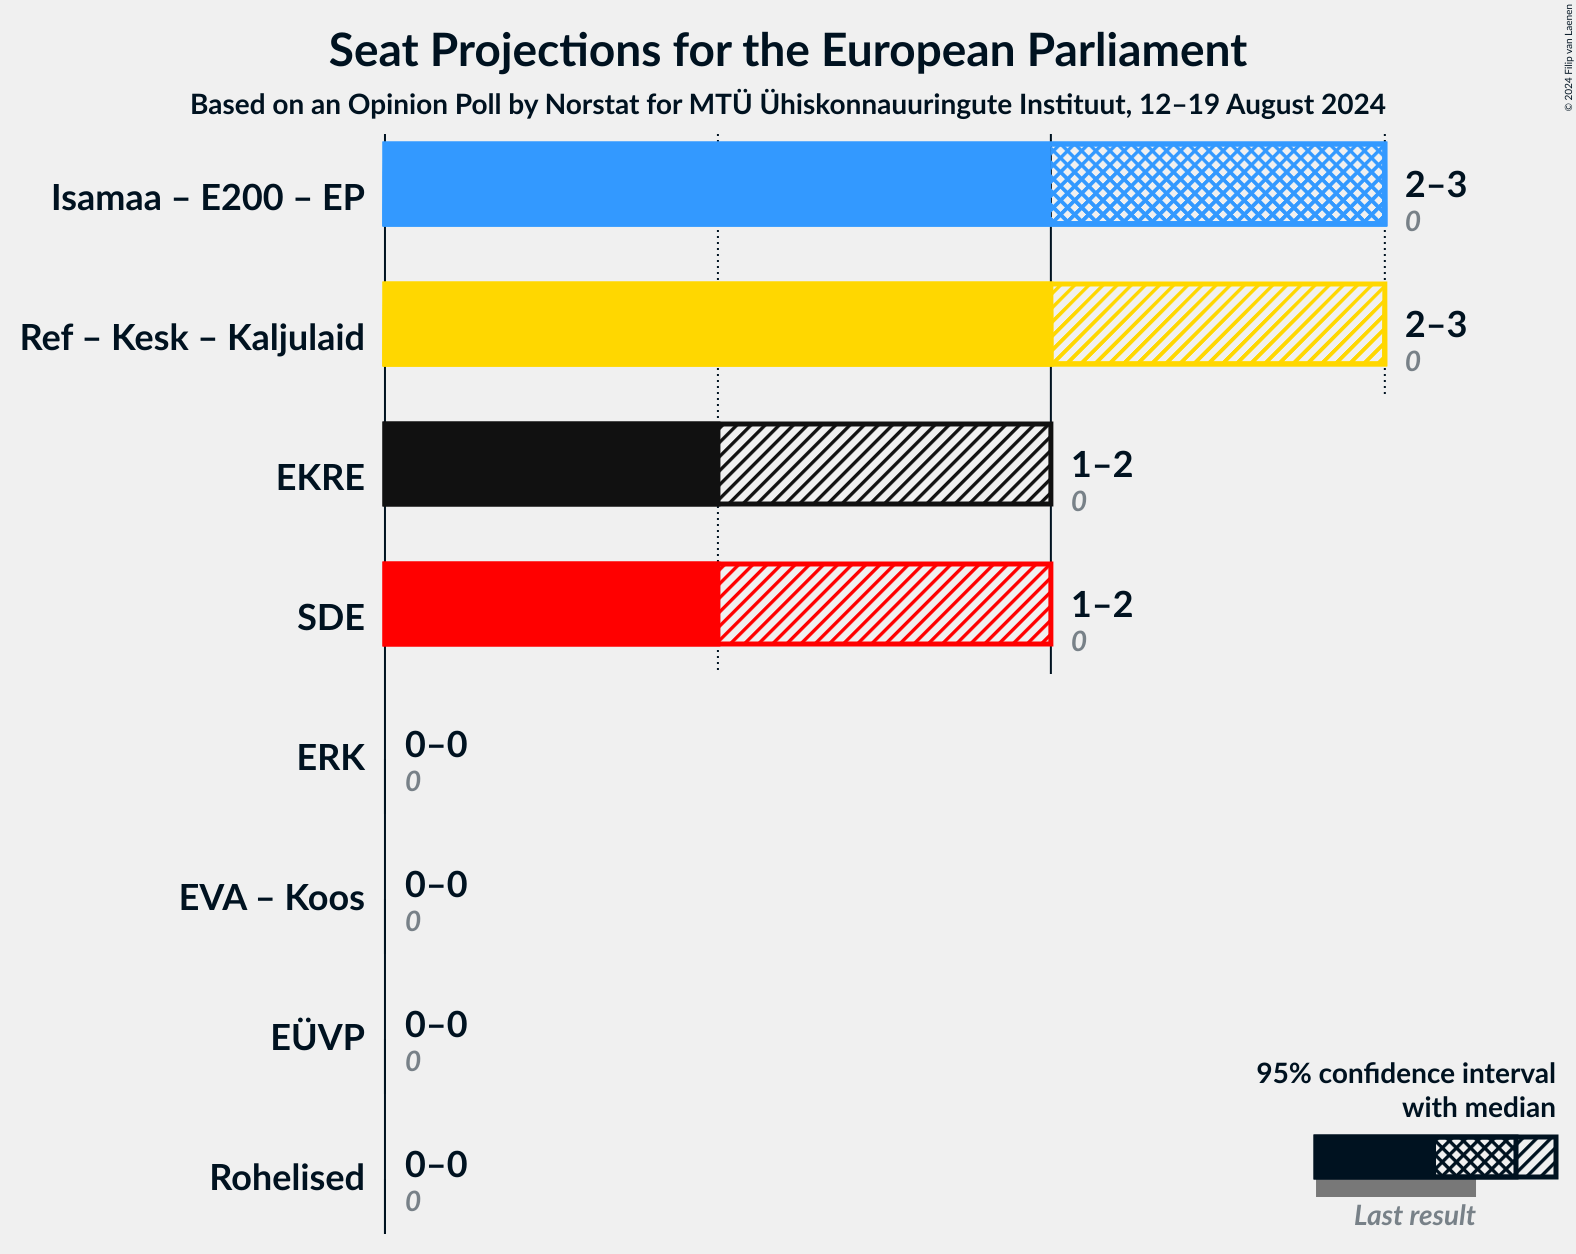 Seat Projections for the European Parliament
Based on an Opinion Poll by Norstat for MTÜ Ühiskonnauuringute Instituut, 12–19 August 2024
© 2024 Filip van Laenen
Isamaa – E200 – EP
2–3
0
Ref – Kesk – Kaljulaid
2–3
0
EKRE
1–2
0
SDE
1–2
0
ERK
0–0
0
EVA – Koos
0–0
0
EÜVP
0–0
0
Rohelised
0–0
0
95% confidence interval
with median
Last result